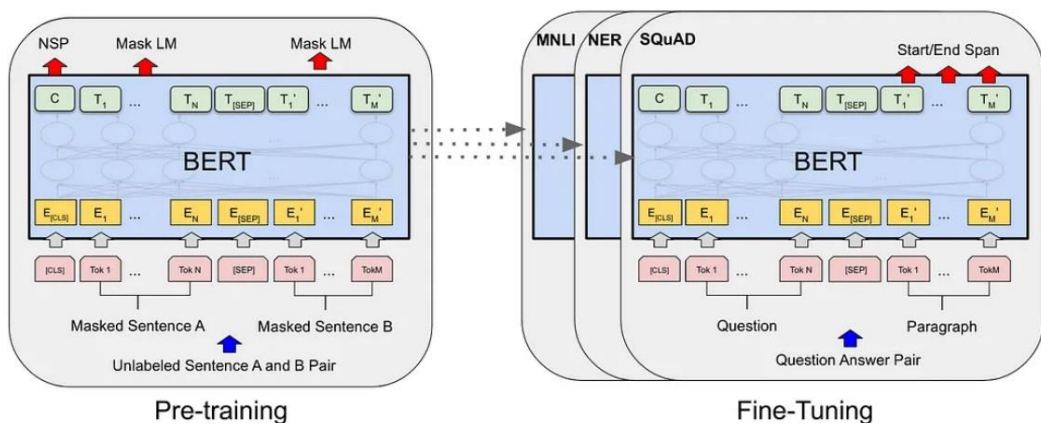 NSP Mask LM Mask LM
C T1 ... TN T[SEP] T1' ... TM'
BERT
E[CLS] E1 ... EN E[SEP] E1' ... EM'
[CLS] Tok 1 ... Tok N [SEP] Tok 1 ... TokM
Masked Sentence A Masked Sentence B
Unlabeled Sentence A and B Pair
Pre-training
MNLI NER SQuAD
Start/End Span
C T1 ... TN T[SEP] T1' ... TM'
BERT
E[CLS] E1 ... EN E[SEP] E1' ... EM'
[CLS] Tok 1 ... Tok N [SEP] Tok 1 ... TokM
Question Paragraph
Question Answer Pair
Fine-Tuning